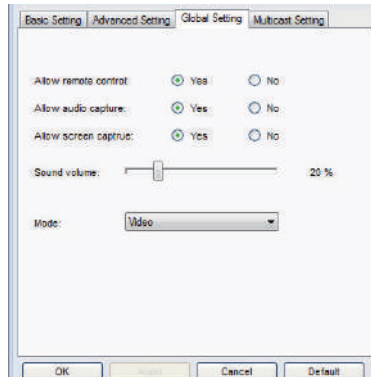 Basic Setting Advanced Setting Global Setting Multicast Setting
Allow remote control: Yes No
Allow audio capture: Yes No
Allow screen captrue: Yes No
Sound volume: 20 %
Mode: Video
OK Apply Cancel Default